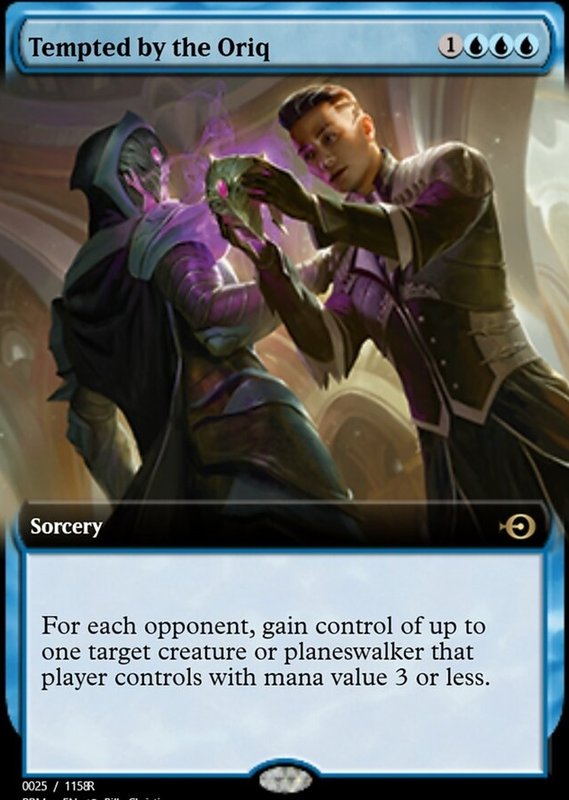 Tempted by the Oriq 1
Sorcery
For each opponent, gain control of up to
one target creature or planeswalker that
player controls with mana value 3 or less.
0025 / 1158R